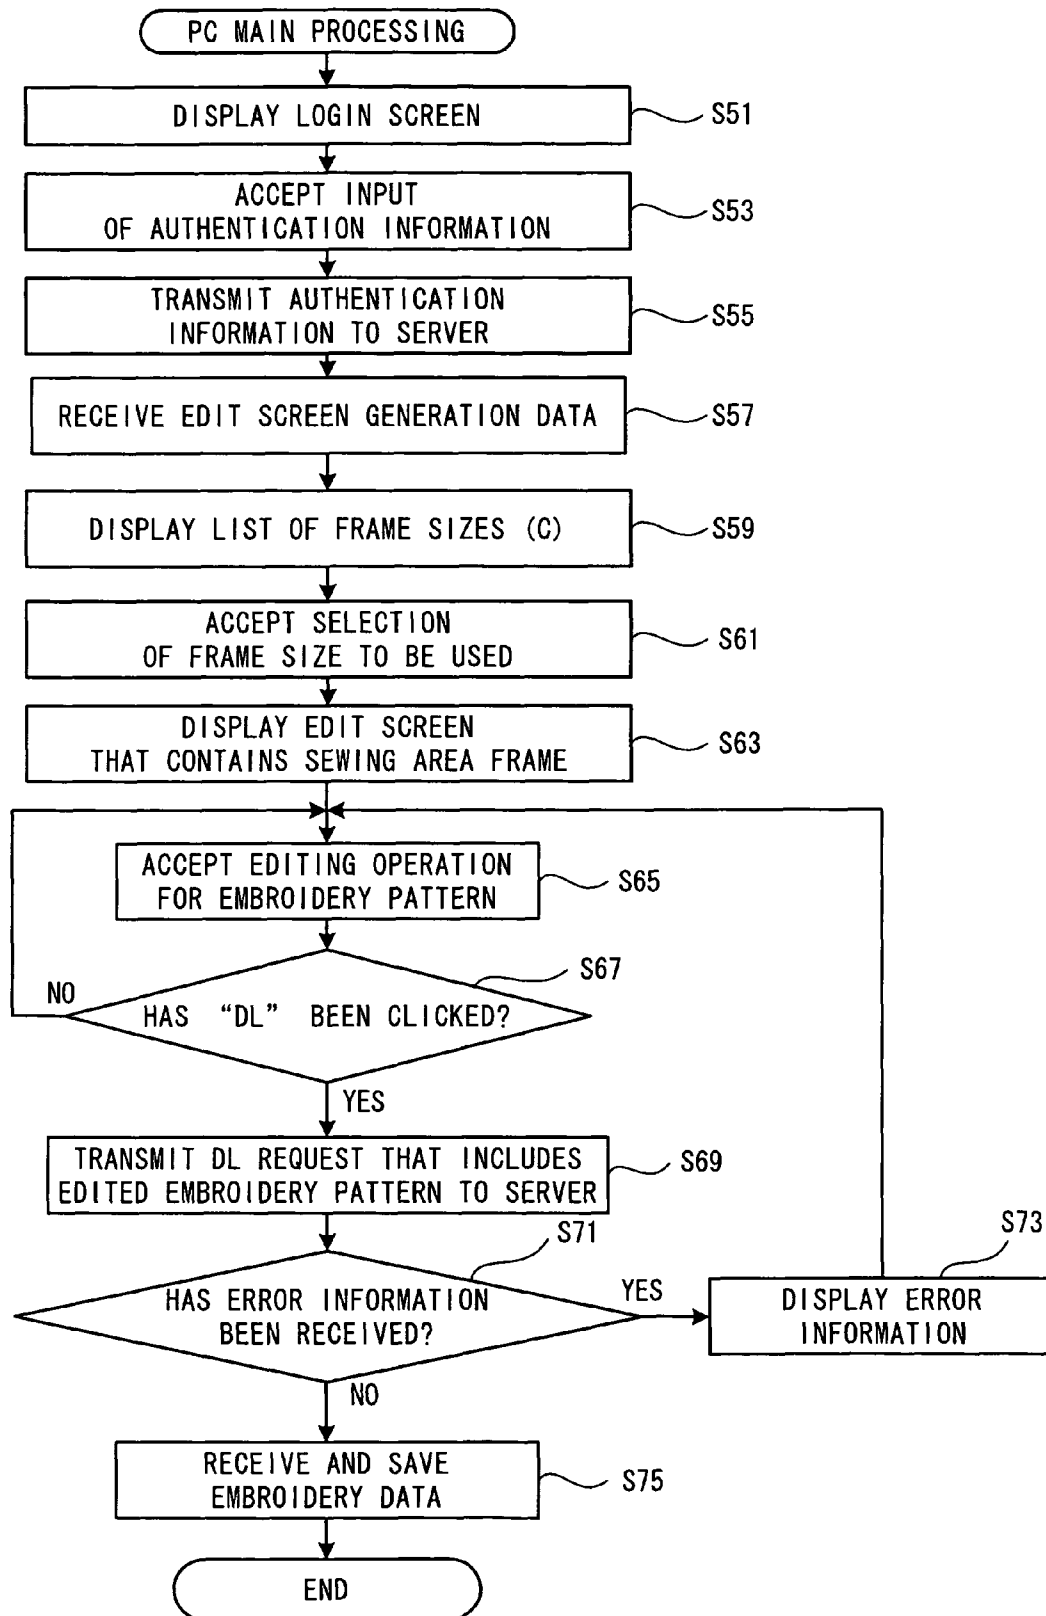 PC MAIN PROCESSING
DISPLAY LOGIN SCREEN
S51
ACCEPT INPUT
OF AUTHENTICATION INFORMATION
S53
TRANSMIT AUTHENTICATION
INFORMATION TO SERVER
S55
RECEIVE EDIT SCREEN GENERATION DATA
S57
DISPLAY LIST OF FRAME SIZES (C)
S59
ACCEPT SELECTION
OF FRAME SIZE TO BE USED
S61
DISPLAY EDIT SCREEN
THAT CONTAINS SEWING AREA FRAME
S63
ACCEPT EDITING OPERATION
FOR EMBROIDERY PATTERN
S65
S67
NO
HAS “DL” BEEN CLICKED?
YES
TRANSMIT DL REQUEST THAT INCLUDES
EDITED EMBROIDERY PATTERN TO SERVER
S69
S71
HAS ERROR INFORMATION
BEEN RECEIVED?
YES
S73
DISPLAY ERROR
INFORMATION
NO
RECEIVE AND SAVE
EMBROIDERY DATA
S75
END